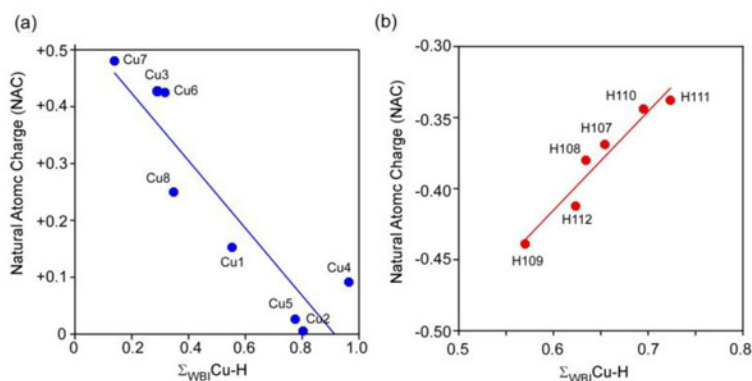 (a)
Natural Atomc Charge (NAC)
+0.5
+0.4
+0.3
+0.2
+0.1
0
Cu7
Cu3
Cu6
Cu8
Cu1
Cu4
Cu5
Cu2
0
0.2
0.4
0.6
0.8
1.0
ΣWBICu-H
(b)
Natural Atomc Charge (NAC)
-0.30
-0.35
-0.40
-0.45
-0.50
H110
H111
H107
H108
H112
H109
0.5
0.6
0.7
0.8
ΣWBICu-H